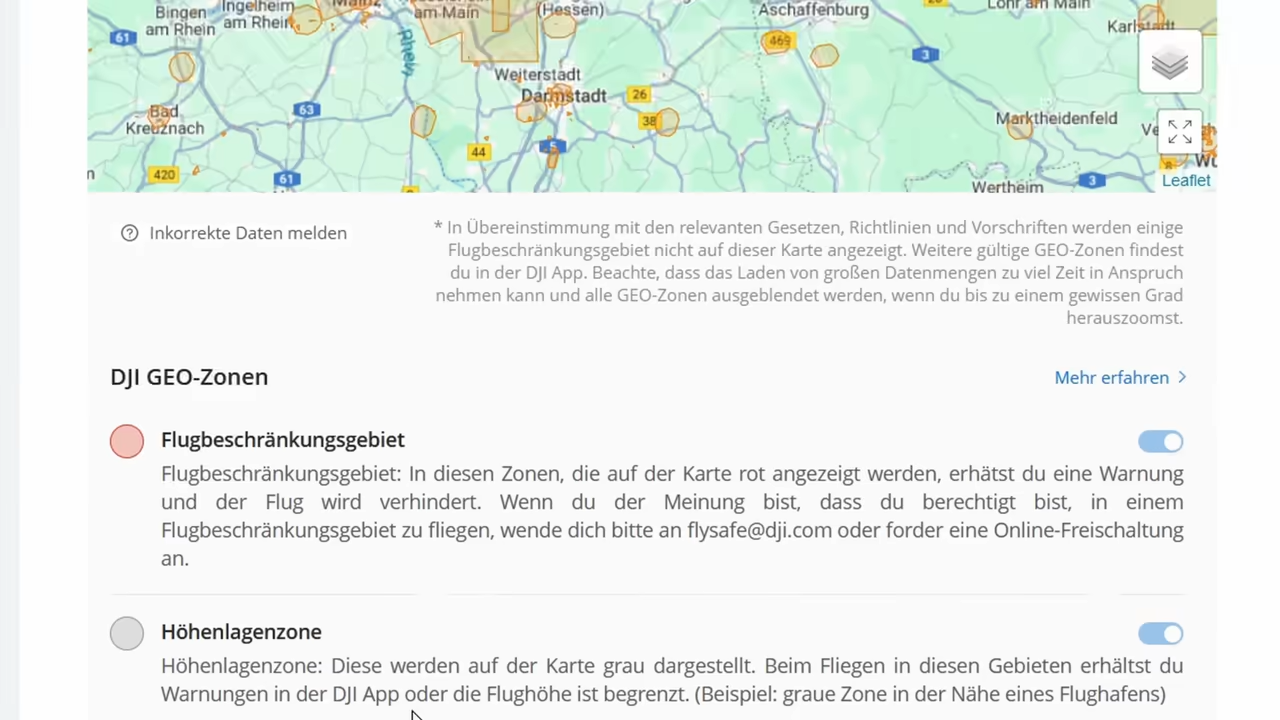 Bingen
am Rhein
Ingelheim
am Rhein
Mainz
am Main
(Hessen)
Aschaffenburg
Lohr am Main
Karlstadt
61
Rhein
469
3
Weiterstadt
Darmstadt
26
Bad
Kreuznach
63
38
Marktheidenfeld
44
5
420
61
Wertheim
3
8
Leaflet
Inkorrekte Daten melden
* In Übereinstimmung mit den relevanten Gesetzen, Richtlinien und Vorschriften werden einige
Flugbeschränkungsgebiet nicht auf dieser Karte angezeigt. Weitere gültige GEO-Zonen findest
du in der DJI App. Beachte, dass das Laden von großen Datenmengen zu viel Zeit in Anspruch
nehmen kann und alle GEO-Zonen ausgeblendet werden, wenn du bis zu einem gewissen Grad
herauszoomst.
DJI GEO-Zonen
Mehr erfahren
Flugbeschränkungsgebiet
Flugbeschränkungsgebiet: In diesen Zonen, die auf der Karte rot angezeigt werden, erhätst du eine Warnung
und der Flug wird verhindert. Wenn du der Meinung bist, dass du berechtigt bist, in einem
Flugbeschränkungsgebiet zu fliegen, wende dich bitte an flysafe@dji.com oder forder eine Online-Freischaltung
an.
Höhenlagenzone
Höhenlagenzone: Diese werden auf der Karte grau dargestellt. Beim Fliegen in diesen Gebieten erhältst du
Warnungen in der DJI App oder die Flughöhe ist begrenzt. (Beispiel: graue Zone in der Nähe eines Flughafens)